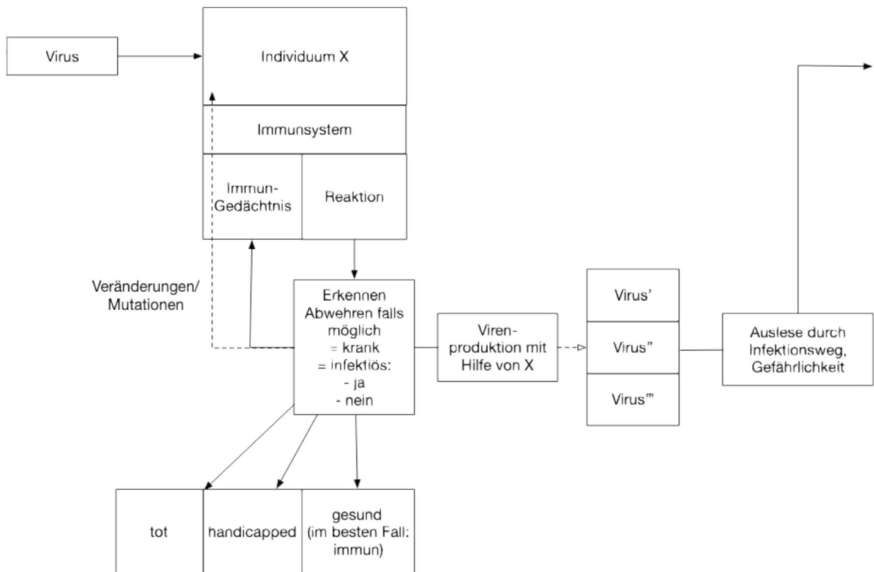 Virus
Individuum X
Immunsystem
Immun-
Gedächtnis
Reaktion
Veränderungen/
Mutationen
Erkennen
Abwehren falls
möglich
= krank
= infektiös:
- ja
- nein
Viren-
produktion mit
Hilfe von X
Virus'
Virus"
Virus"'
Auslese durch
Infektionsweg,
Gefährlichkeit
tot
handicapped
gesund
(im besten Fall:
immun)